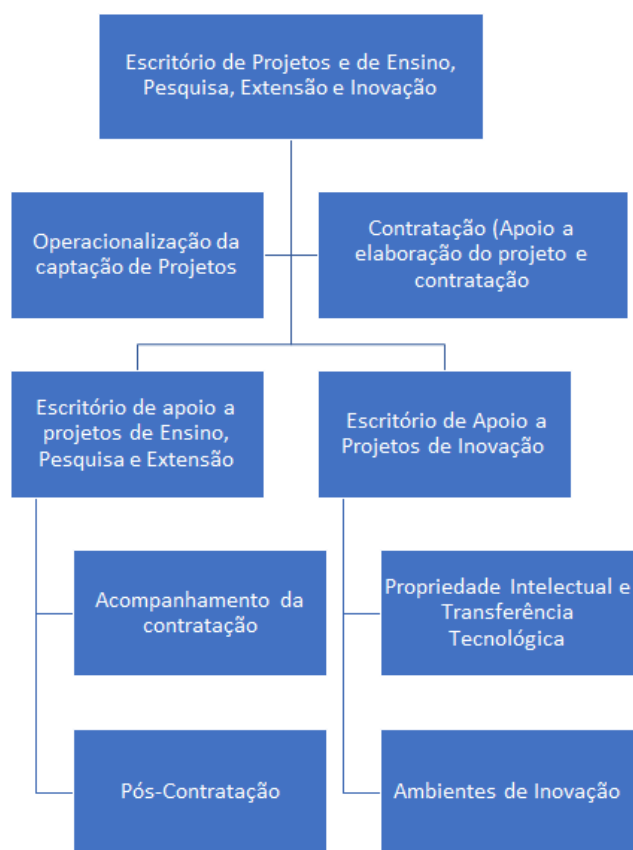 Escritório de Projetos e de Ensino,
Pesquisa, Extensão e Inovação
Operacionalização da
captação de Projetos
Contratação (Apoio a
elaboração do projeto e
contratação
Escritório de apoio a
projetos de Ensino,
Pesquisa e Extensão
Escritório de Apoio a
Projetos de Inovação
Acompanhamento da
contratação
Propriedade Intelectual e
Transferência
Tecnológica
Pós-Contratação
Ambientes de Inovação